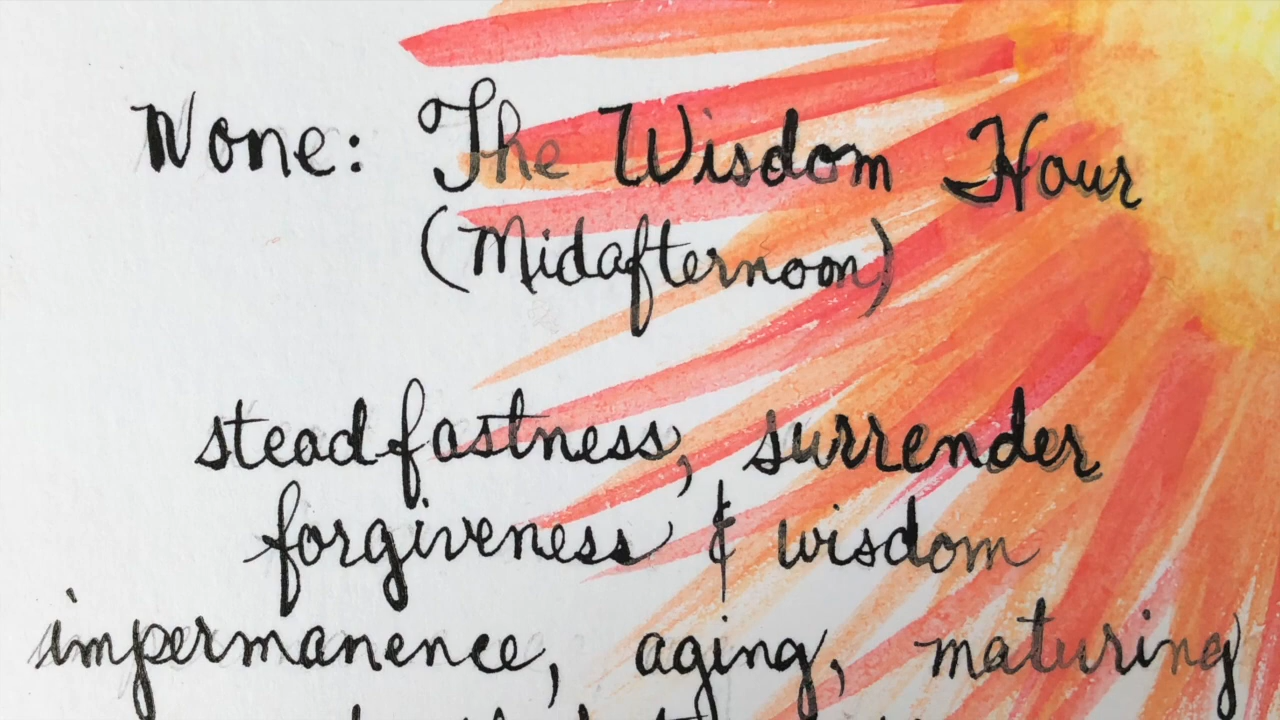 None: The Wisdom Hour
(Midafternoon)
steadfastness, surrender
forgiveness & wisdom
impermanence, aging, maturing